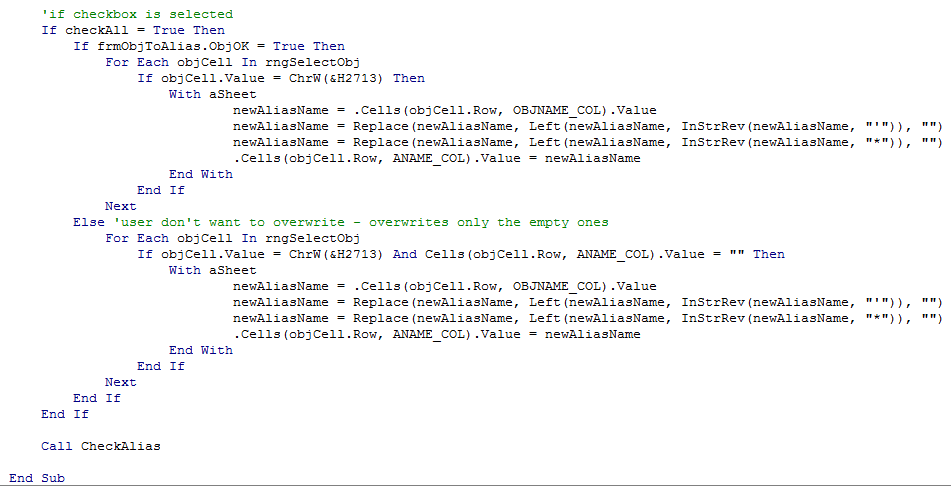 'if checkbox is selected
If checkAll = True Then
If frmObjToAlias.ObjOK = True Then
For Each objCell In rngSelectObj
If objCell.Value = ChrW(&H2713) Then
With aSheet
newAliasName = .Cells(objCell.Row, OBJNAME_COL).Value
newAliasName = Replace(newAliasName, Left(newAliasName, InStrRev(newAliasName, "'")), "")
newAliasName = Replace(newAliasName, Left(newAliasName, InStrRev(newAliasName, "*")), "")
.Cells(objCell.Row, ANAME_COL).Value = newAliasName
End With
End If
Next
Else 'user don't want to overwrite - overwrites only the empty ones
For Each objCell In rngSelectObj
If objCell.Value = ChrW(&H2713) And Cells(objCell.Row, ANAME_COL).Value = "" Then
With aSheet
newAliasName = .Cells(objCell.Row, OBJNAME_COL).Value
newAliasName = Replace(newAliasName, Left(newAliasName, InStrRev(newAliasName, "'")), "")
newAliasName = Replace(newAliasName, Left(newAliasName, InStrRev(newAliasName, "*")), "")
.Cells(objCell.Row, ANAME_COL).Value = newAliasName
End With
End If
Next
End If
End If
Call CheckAlias
End Sub